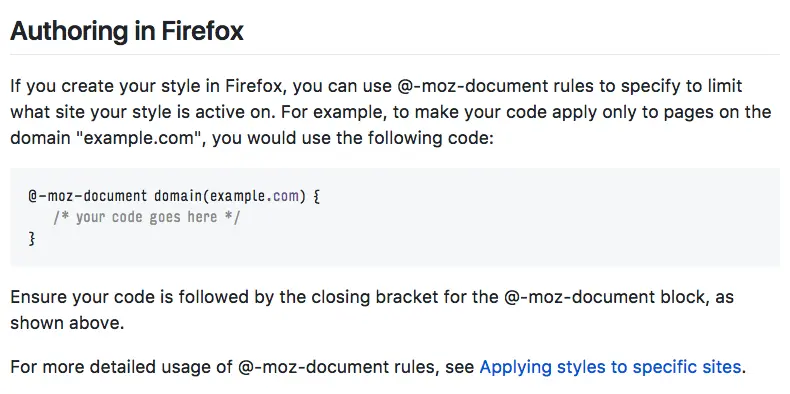 Authoring in Firefox
If you create your style in Firefox, you can use @-moz-document rules to specify to limit
what site your style is active on. For example, to make your code apply only to pages on the
domain "example.com", you would use the following code:
@-moz-document domain(example.com) {
/* your code goes here */
}
Ensure your code is followed by the closing bracket for the @-moz-document block, as
shown above.
For more detailed usage of @-moz-document rules, see Applying styles to specific sites.